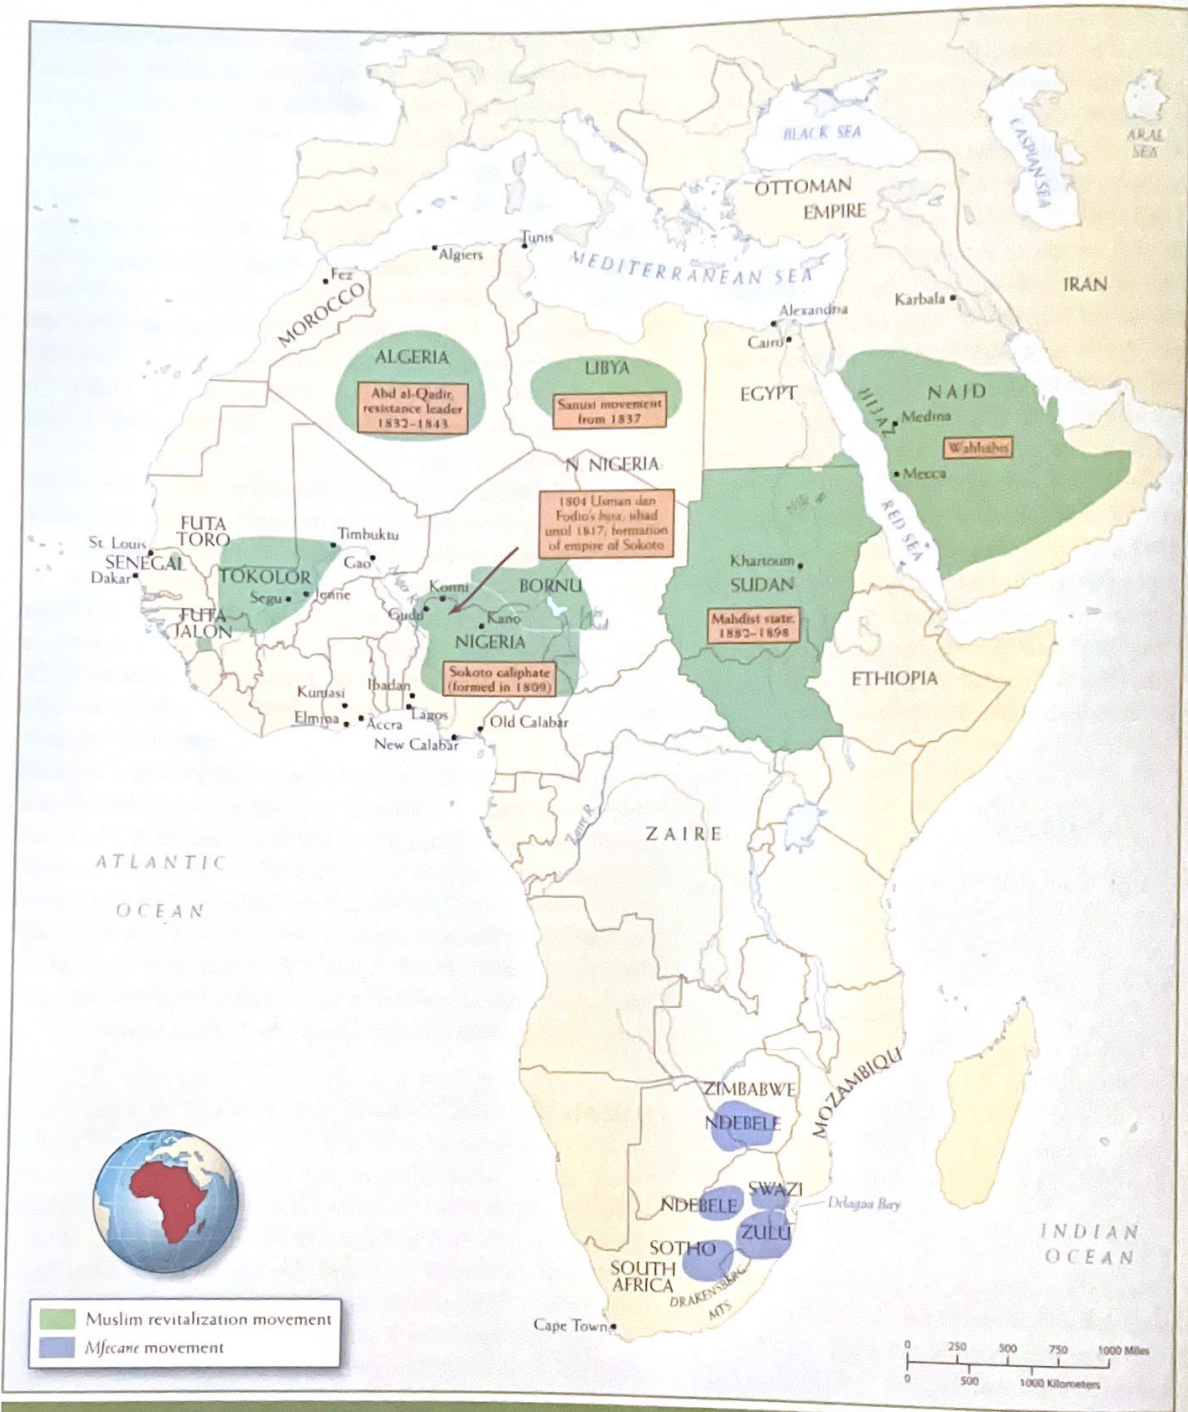 BLACK SEA
CASPIAN SEA
ARAL
SEA
OTTOMAN
EMPIRE
Tunis
Algiers
MEDITERRANEAN SEA
Fez
MOROCCO
IRAN
Karbala
Alexandria
Cairo
ALGERIA
Abd al-Qadir,
resistance leader
1832–1843
LIBYA
Sanusi movement
from 1837
EGYPT
HIJAZ
NAJD
Medina
Wahhabis
Mecca
N. NIGERIA
1804 Usman dan
Fodio's hijra; jihad
until 1817; formation
of empire of Sokoto
RED SEA
FUTA
TORO
St. Louis
SENEGAL
Dakar
Timbuktu
Gao
TOKOLOR
Segu
Jenne
FUTA
JALON
Niger R.
Konni
BORNU
Gudu
Kano
NIGERIA
Sokoto caliphate
(formed in 1809)
Khartoum
SUDAN
Mahdist state,
1882–1898
ETHIOPIA
Kumasi
Ibadan
Elmina
Accra
Lagos
Old Calabar
New Calabar
Zaire R.
ZAIRE
ATLANTIC
OCEAN
ZIMBABWE
NDEBELE
MOZAMBIQU
NDEBELE
SWAZI
Delagoa Bay
ZULU
SOTHO
SOUTH
AFRICA
DRAKENSBERG
MTS
Cape Town
INDIAN
OCEAN
Muslim revitalization movement
Mfecane movement
0 250 500 750 1000 Miles
0 500 1000 Kilometers